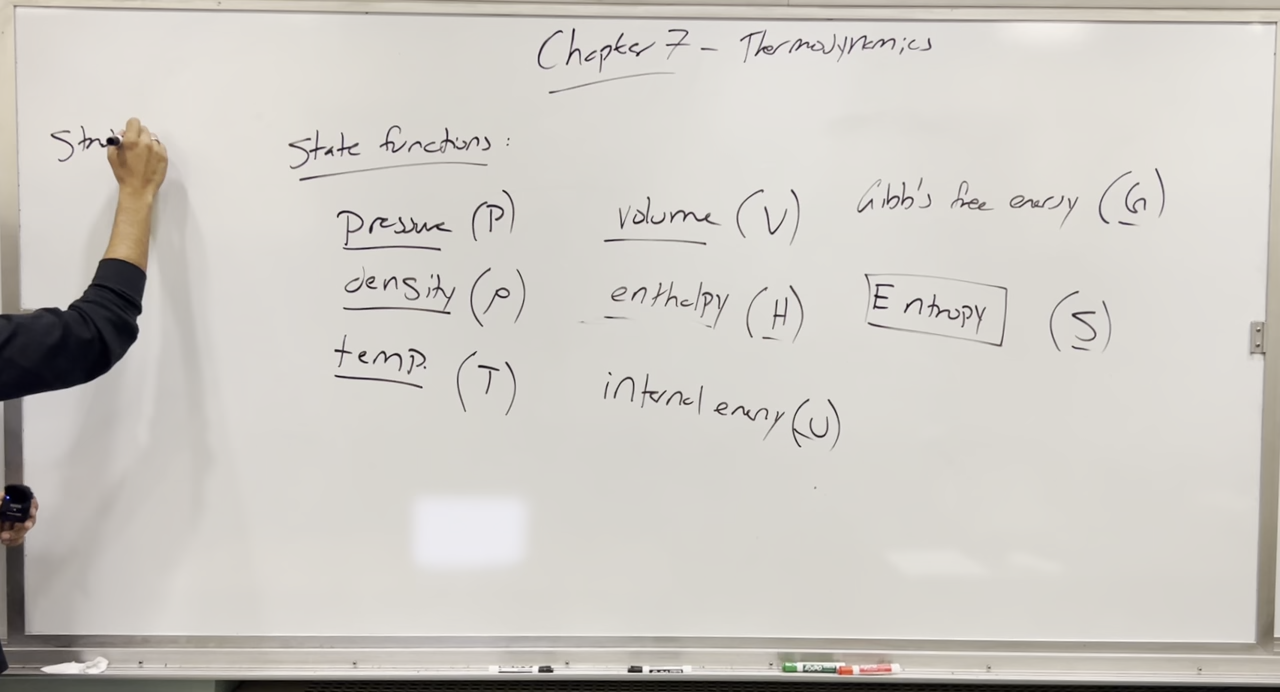 Chapter 7 - Thermodynamics
State functions:
pressure (P)
density (ρ)
temp. (T)
volume (V)
enthalpy (H)
internal energy (U)
Gibb's free energy (G)
Entropy (S)